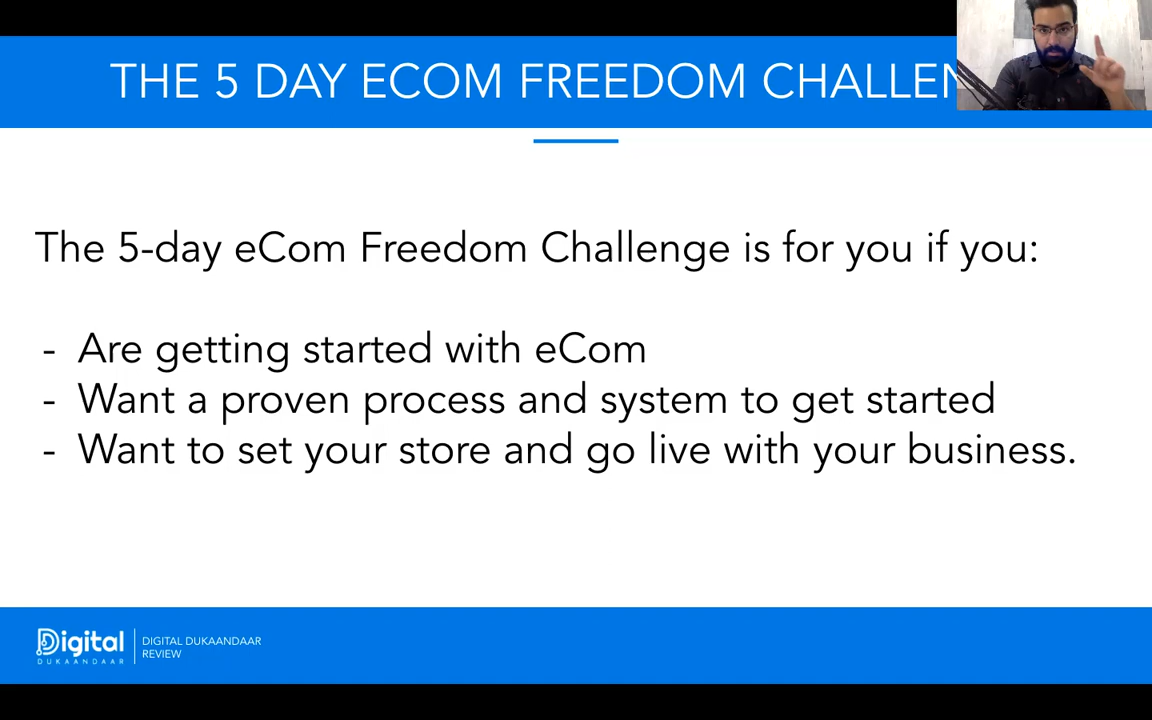 THE 5 DAY ECOM FREEDOM CHALLEN
The 5-day eCom Freedom Challenge is for you if you:
- Are getting started with eCom
- Want a proven process and system to get started
- Want to set your store and go live with your business.
Digital
DUKAANDAAR
DIGITAL DUKAANDAAR
REVIEW